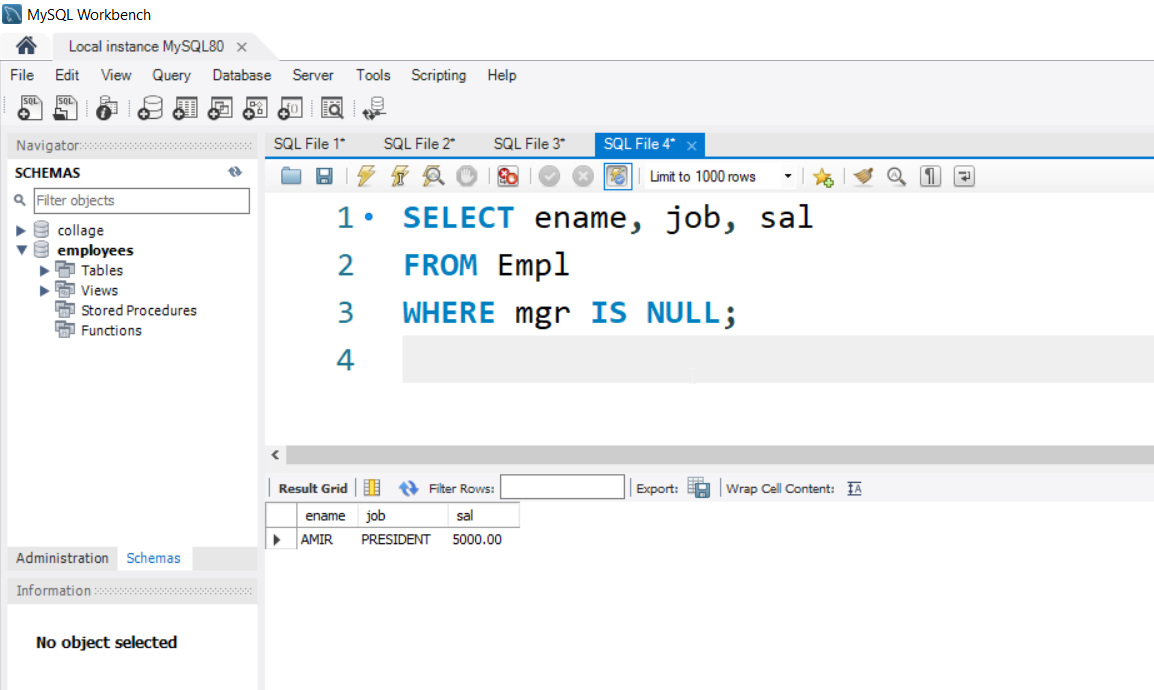 MySQL Workbench
Local instance MySQL80
File Edit View Query Database Server Tools Scripting Help
Navigator
SCHEMAS
Filter objects
collage
employees
Tables
Views
Stored Procedures
Functions
Administration Schemas
Information
No object selected
SQL File 1* SQL File 2* SQL File 3* SQL File 4*
Limit to 1000 rows
1 SELECT ename, job, sal
2 FROM Empl
3 WHERE mgr IS NULL;
4
Result Grid Filter Rows: Export: Wrap Cell Content:
ename job sal
AMIR PRESIDENT 5000.00